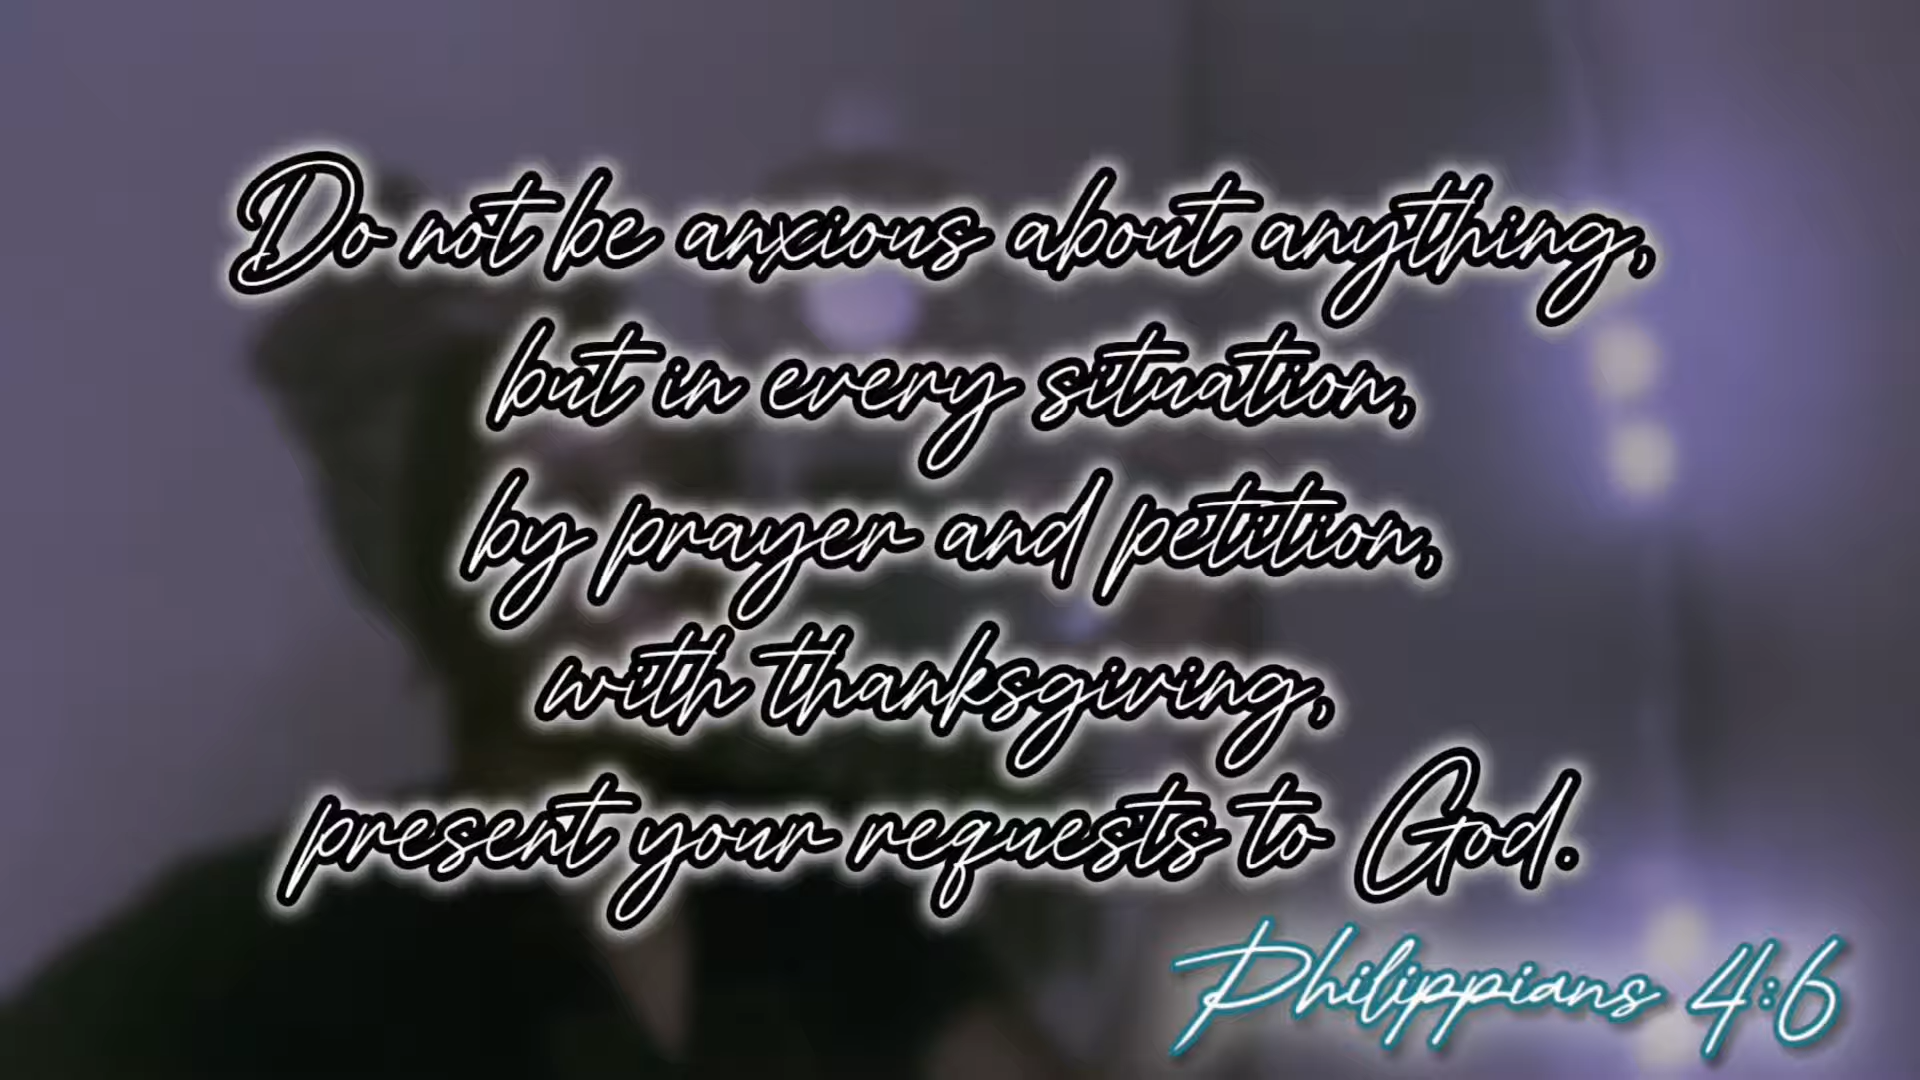 Do not be anxious about anything,
but in every situation,
by prayer and petition,
with thanksgiving,
present your requests to God.
Philippians 4:6